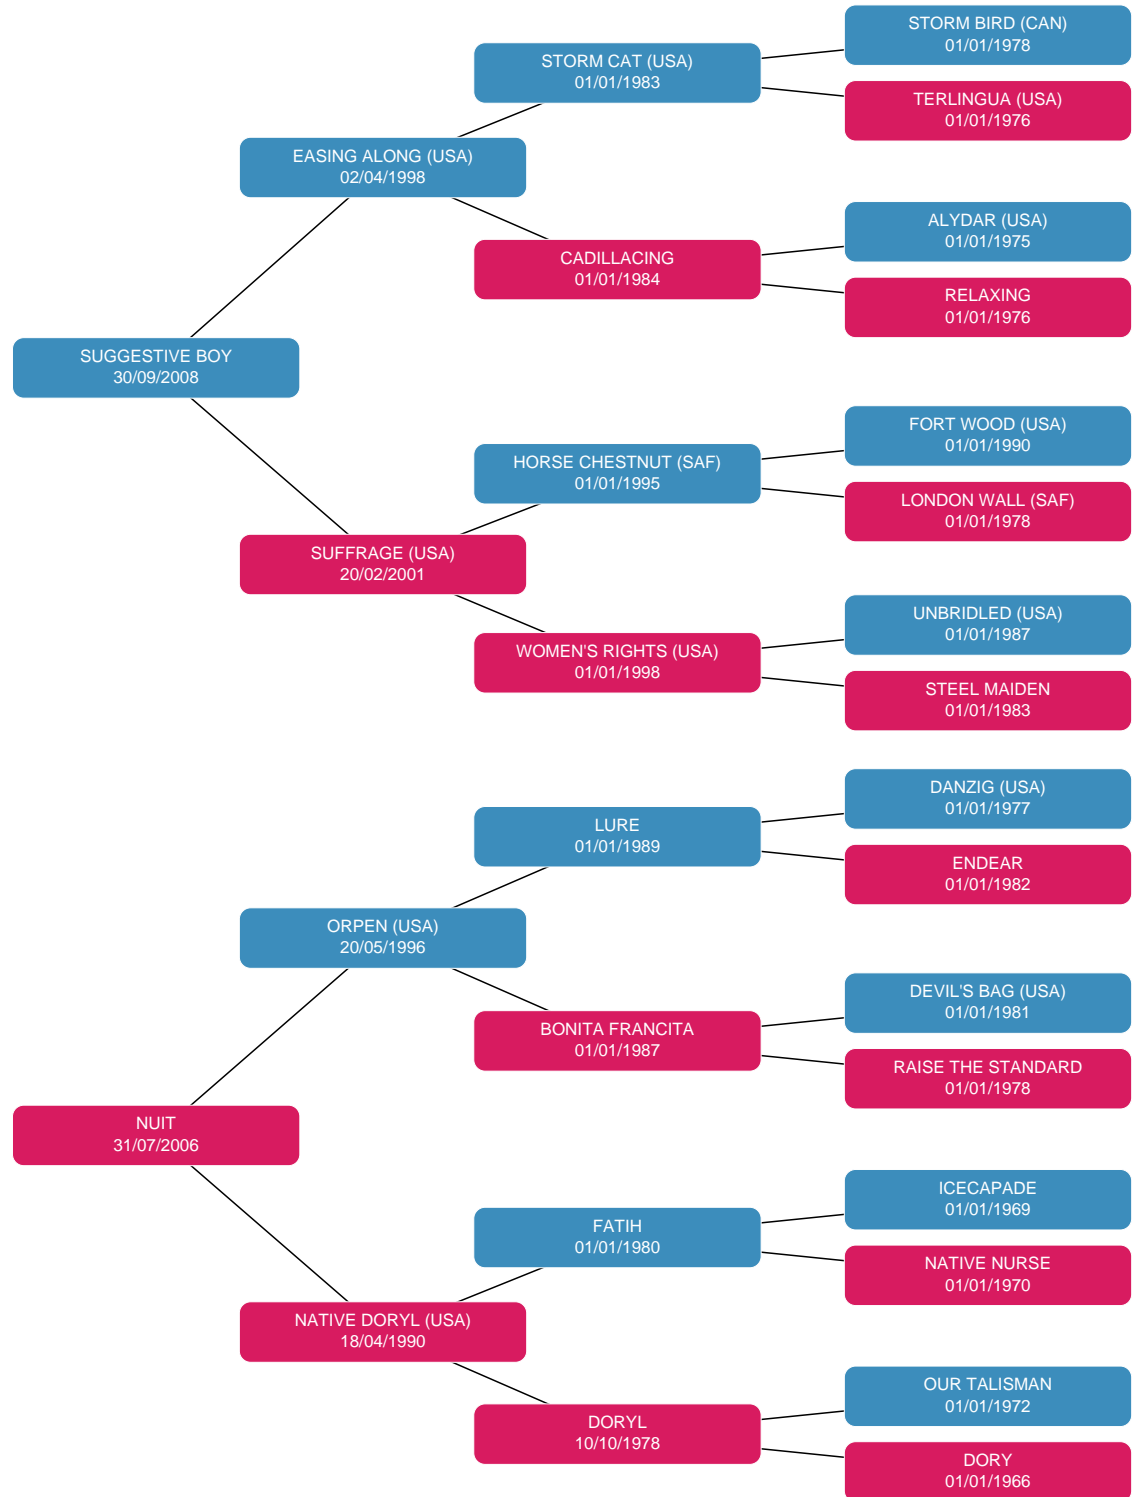 STORM BIRD (CAN)
01/01/1978
STORM CAT (USA)
01/01/1983
TERLINGUA (USA)
01/01/1976
EASING ALONG (USA)
02/04/1998
ALYDAR (USA)
01/01/1975
CADILLACING
01/01/1984
RELAXING
01/01/1976
SUGGESTIVE BOY
30/09/2008
FORT WOOD (USA)
01/01/1990
HORSE CHESTNUT (SAF)
01/01/1995
LONDON WALL (SAF)
01/01/1978
SUFFRAGE (USA)
20/02/2001
UNBRIDLED (USA)
01/01/1987
WOMEN'S RIGHTS (USA)
01/01/1998
STEEL MAIDEN
01/01/1983
DANZIG (USA)
01/01/1977
LURE
01/01/1989
ENDEAR
01/01/1982
ORPEN (USA)
20/05/1996
DEVIL'S BAG (USA)
01/01/1981
BONITA FRANCITA
01/01/1987
RAISE THE STANDARD
01/01/1978
NUIT
31/07/2006
ICECAPADE
01/01/1969
FATIH
01/01/1980
NATIVE NURSE
01/01/1970
NATIVE DORYL (USA)
18/04/1990
OUR TALISMAN
01/01/1972
DORYL
10/10/1978
DORY
01/01/1966